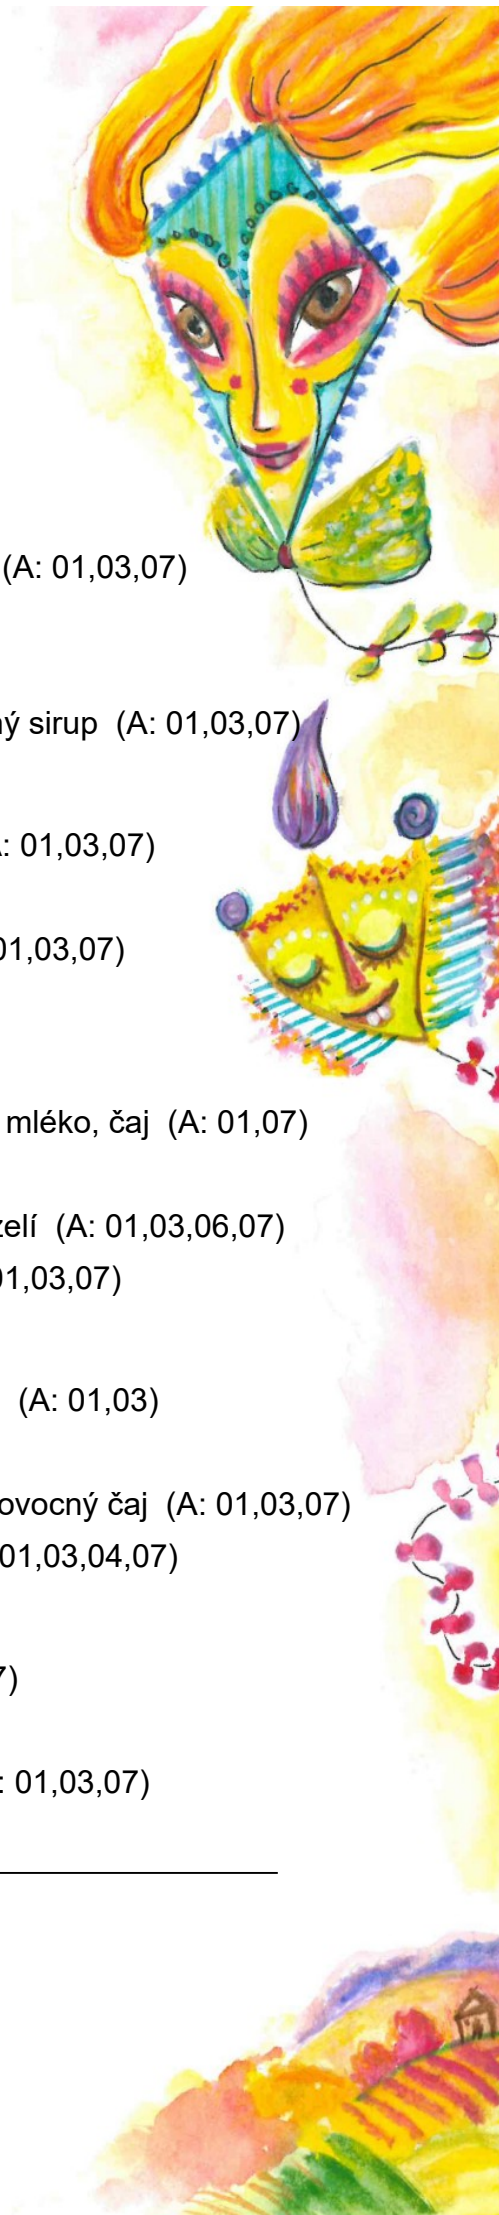 (A: 01,03,07)
ný sirup (A: 01,03,07)
: 01,03,07)
01,03,07)
mléko, čaj (A: 01,07)
zelí (A: 01,03,06,07)
01,03,07)
(A: 01,03)
ovocný čaj (A: 01,03,07)
01,03,04,07)
7)
: 01,03,07)